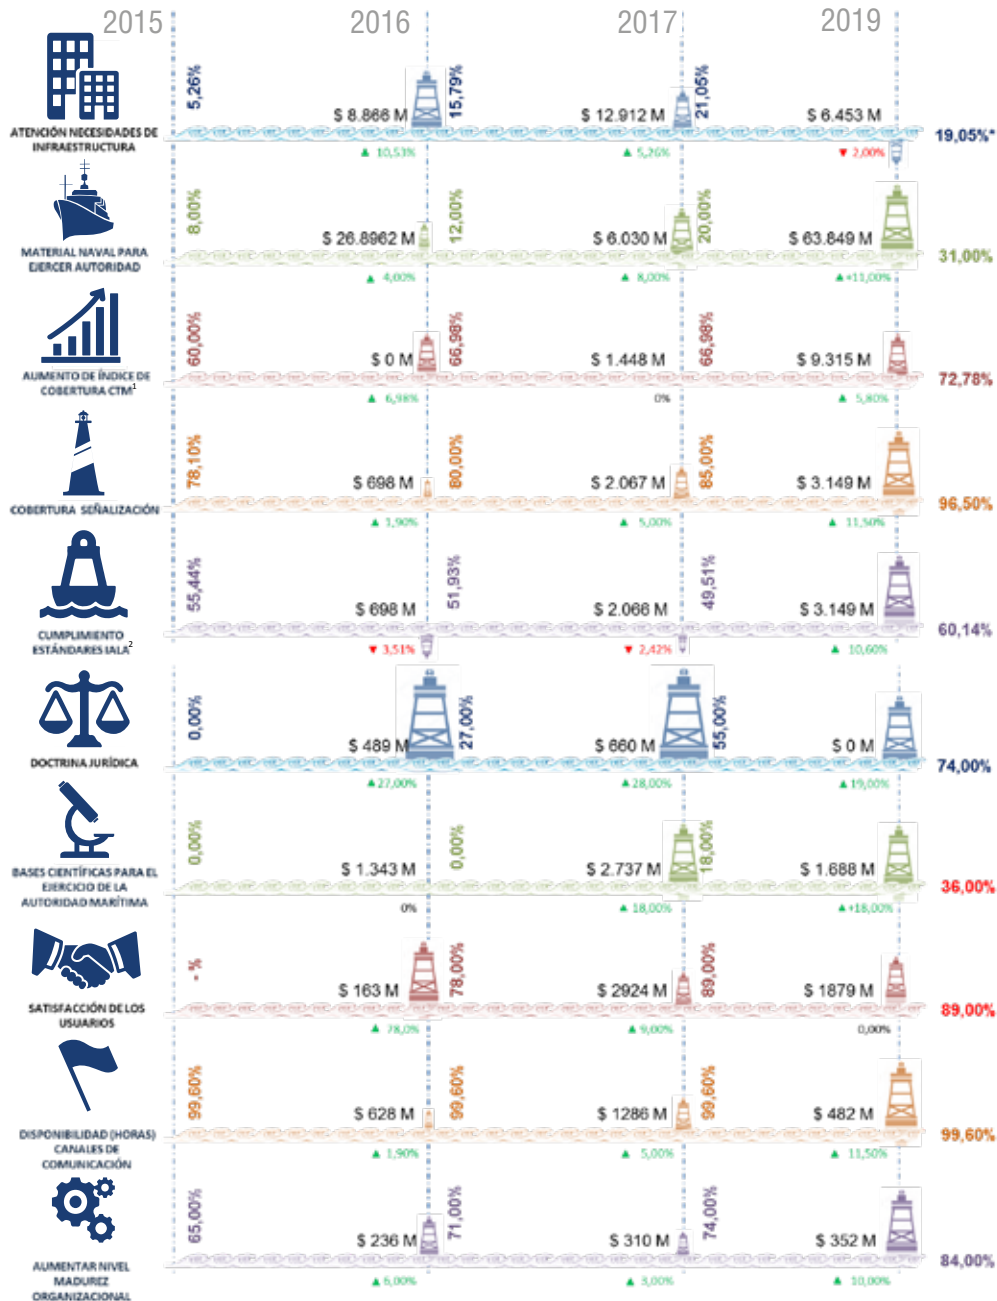 2015 2016 2017 2019
5,26% $ 8.866 M 15,79% $ 12.912 M 21,05% $ 6.453 M 19,05%*
ATENCIÓN NECESIDADES DE
INFRAESTRUCTURA
▲ 10,53% ▲ 5,26% ▼ 2,00%
8,00% $ 26.8962 M 12,00% $ 6.030 M 20,00% $ 63.849 M 31,00%
MATERIAL NAVAL PARA
EJERCER AUTORIDAD
▲ 4,00% ▲ 8,00% ▲+11,00%
60,00% $ 0 M 66,98% $ 1.448 M 66,98% $ 9.315 M 72,78%
AUMENTO DE ÍNDICE DE
COBERTURA CTM¹
▲ 6,98% 0% ▲ 5,80%
78,10% $ 698 M 80,00% $ 2.067 M 85,00% $ 3.149 M 96,50%
COBERTURA SEÑALIZACIÓN
▲ 1,90% ▲ 5,00% ▲ 11,50%
55,44% $ 698 M 51,93% $ 2.066 M 49,51% $ 3.149 M 60,14%
CUMPLIMIENTO
ESTÁNDARES IALA²
▼ 3,51% ▼ 2,42% ▲ 10,60%
0,00% $ 489 M 27,00% $ 660 M 55,00% $ 0 M 74,00%
DOCTRINA JURÍDICA
▲27,00% ▲28,00% ▲19,00%
0,00% $ 1.343 M 0,00% $ 2.737 M 18,00% $ 1.688 M 36,00%
BASES CIENTÍFICAS PARA EL
EJERCICIO DE LA
AUTORIDAD MARÍTIMA
0% ▲ 18,00% ▲+18,00%
- % $ 163 M 78,00% $ 2924 M 89,00% $ 1879 M 89,00%
SATISFACCIÓN DE LOS
USUARIOS
▲ 78,0% ▲ 9,00% 0,00%
99,60% $ 628 M 99,60% $ 1286 M 99,60% $ 482 M 99,60%
DISPONIBILIDAD (HORAS)
CANALES DE
COMUNICACIÓN
▲ 1,90% ▲ 5,00% ▲ 11,50%
65,00% $ 236 M 71,00% $ 310 M 74,00% $ 352 M 84,00%
AUMENTAR NIVEL
MADUREZ
ORGANIZACIONAL
▲ 6,00% ▲ 3,00% ▲ 10,00%